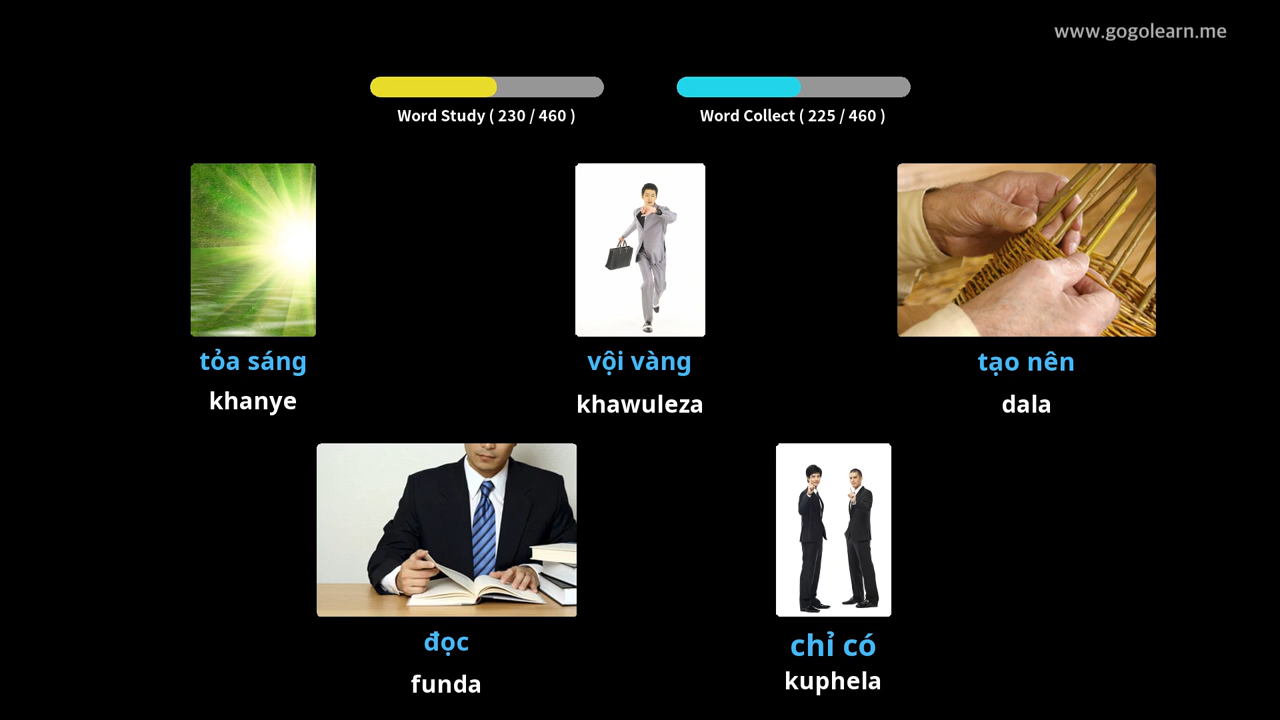 www.gogolearn.me
Word Study ( 230 / 460 )
Word Collect ( 225 / 460 )
tỏa sáng
khanye
vội vàng
khawuleza
tạo nên
dala
đọc
funda
chỉ có
kuphela